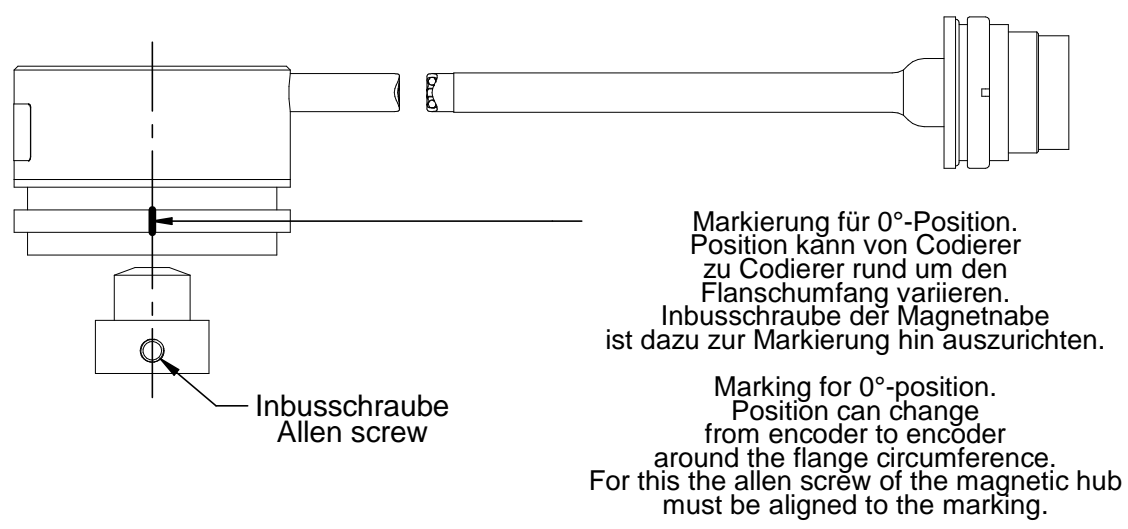 Markierung für 0°-Position.
Position kann von Codierer
zu Codierer rund um den
Flanschumfang variieren.
Inbusschraube der Magnetnabe
ist dazu zur Markierung hin auszurichten.
Marking for 0°-position.
Position can change
from encoder to encoder
around the flange circumference.
For this the allen screw of the magnetic hub
must be aligned to the marking.
Inbusschraube
Allen screw